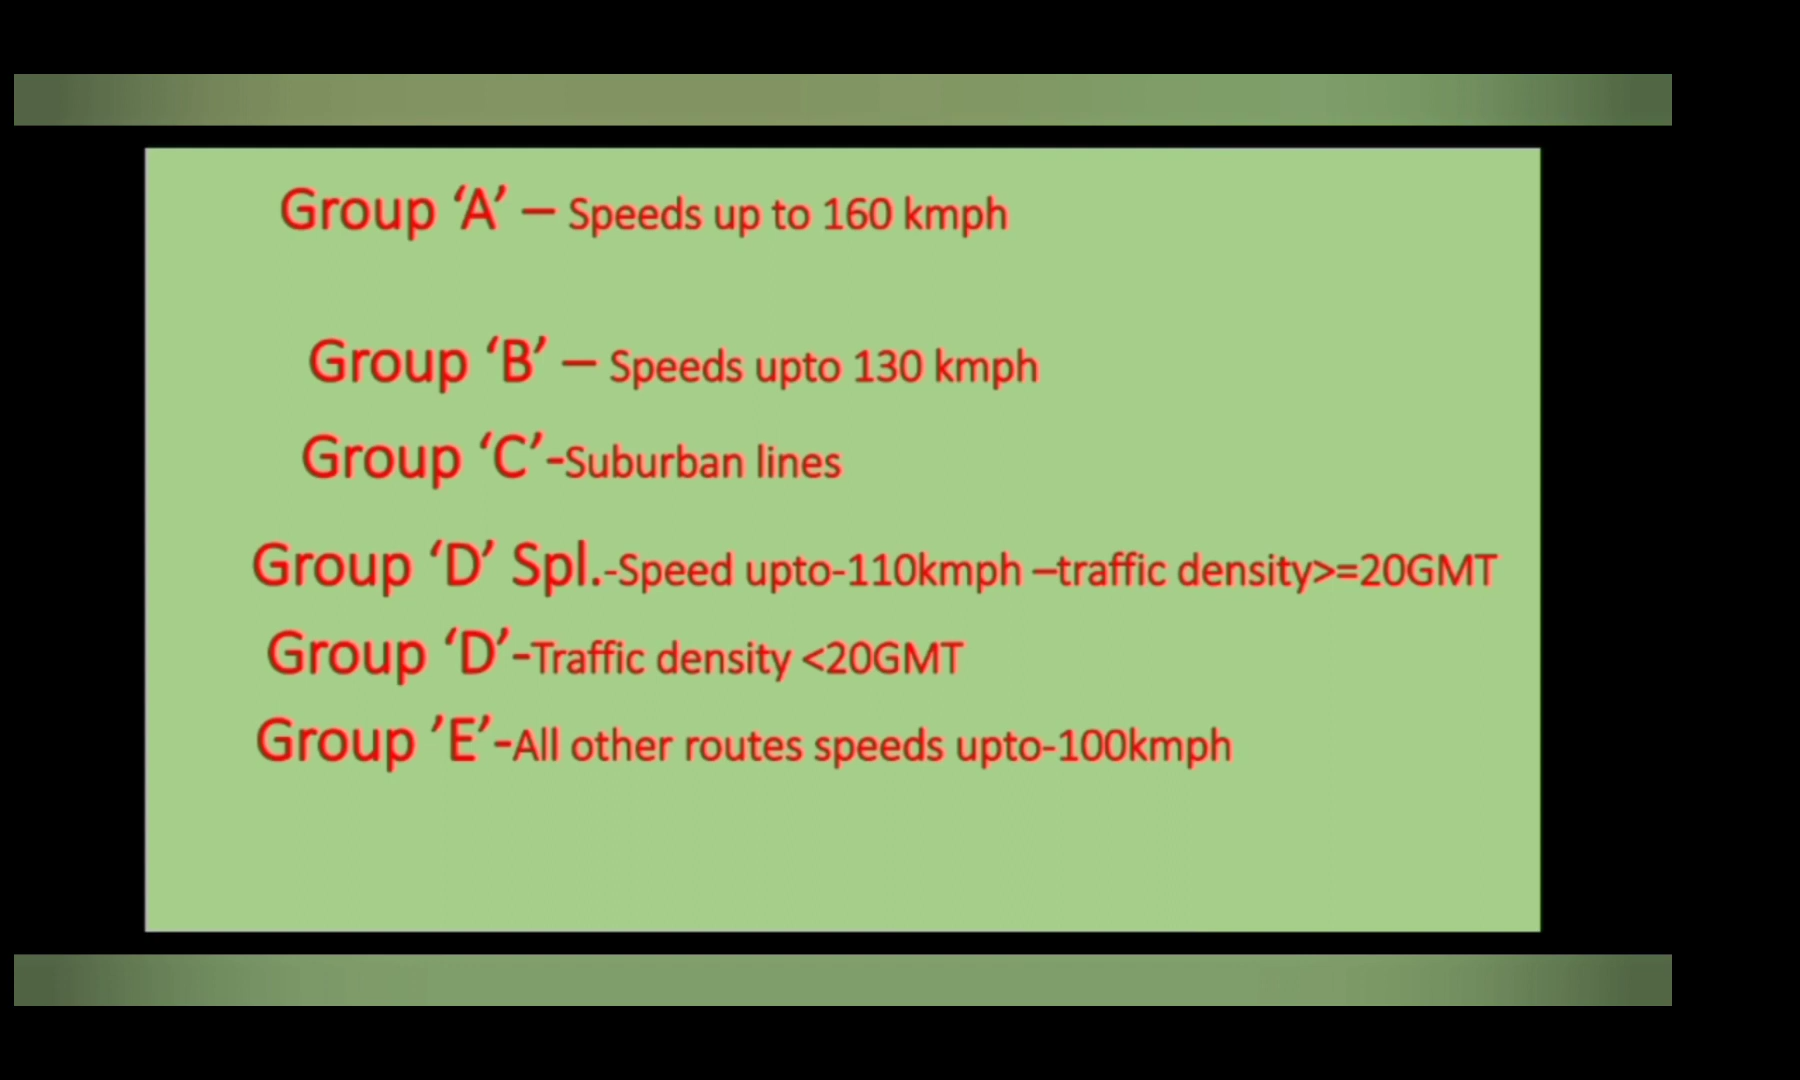 Group ‘A’ – Speeds up to 160 kmph
Group ‘B’ – Speeds upto 130 kmph
Group ‘C’-Suburban lines
Group ‘D’ Spl.-Speed upto-110kmph –traffic density>=20GMT
Group ‘D’-Traffic density <20GMT
Group ’E’-All other routes speeds upto-100kmph